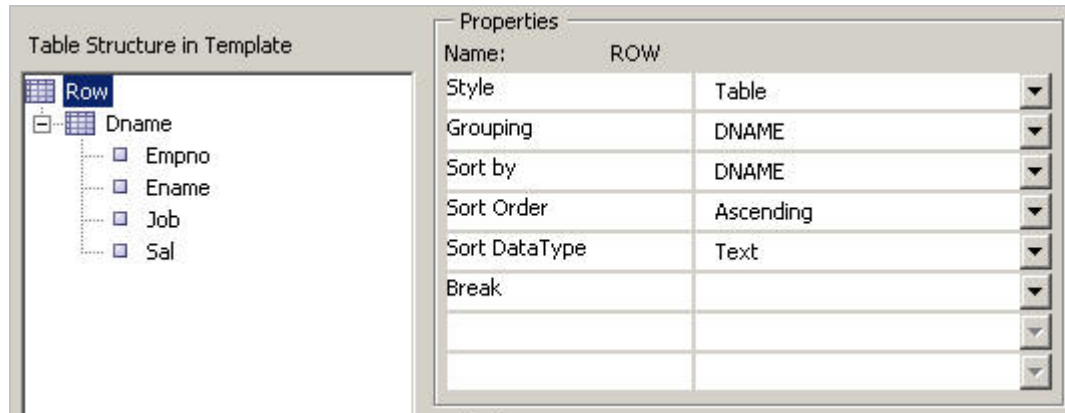 Table Structure in Template
Row
Dname
Empno
Ename
Job
Sal
Properties
Name: ROW
Style Table
Grouping DNAME
Sort by DNAME
Sort Order Ascending
Sort DataType Text
Break